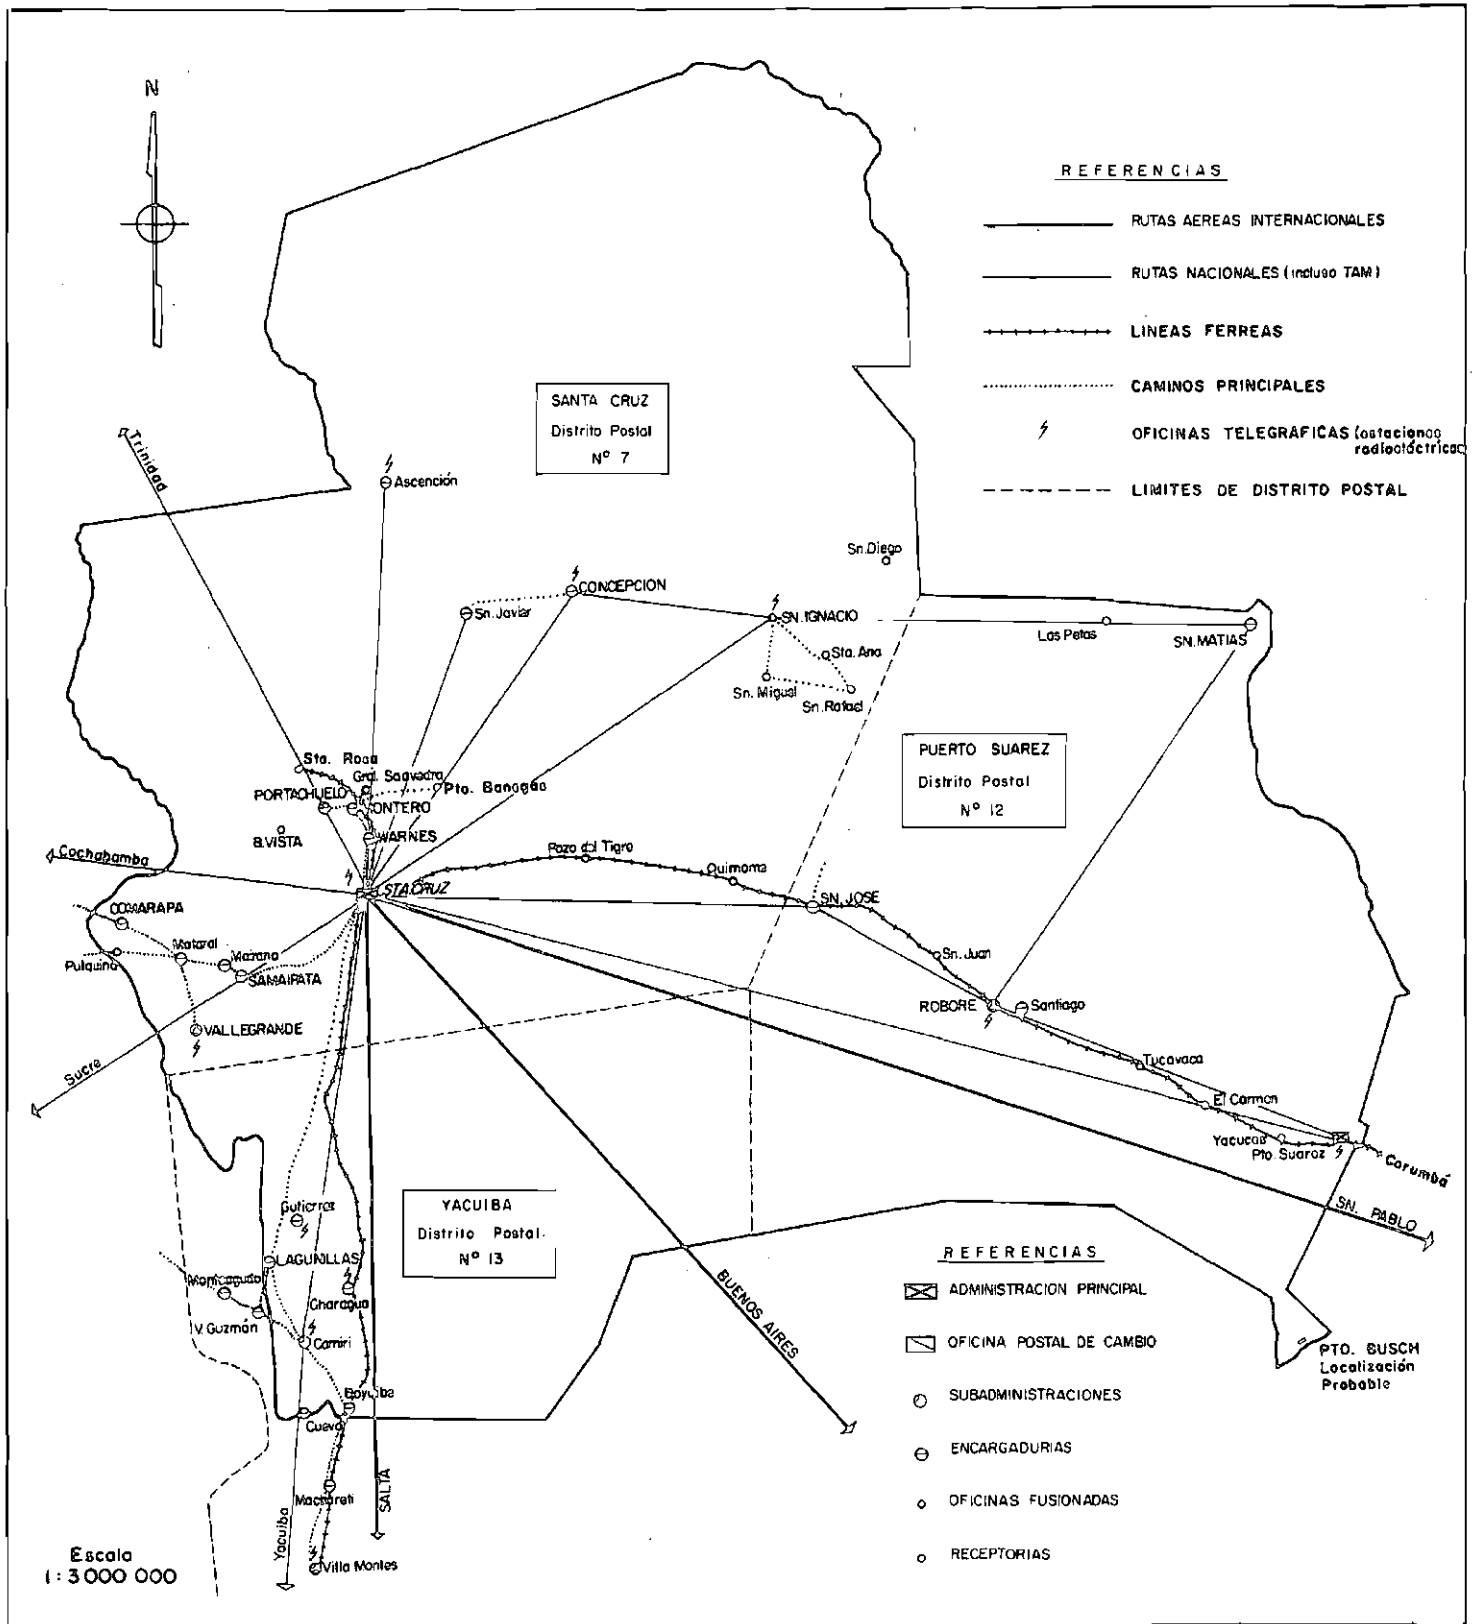 N
REFERENCIAS
RUTAS AEREAS INTERNACIONALES
RUTAS NACIONALES (incluso TAM)
LINEAS FERREAS
CAMINOS PRINCIPALES
OFICINAS TELEGRAFICAS (estaciones
radioeléctricas
LIMITES DE DISTRITO POSTAL
SANTA CRUZ
Distrito Postal
Nº 7
Trinidad
Ascención
Sn. Diego
CONCEPCION
Sn. Javier
SN. IGNACIO
Las Petas
SN. MATIAS
Sta. Ana
Sn. Miguel
Sn. Rafael
PUERTO SUAREZ
Distrito Postal
Nº 12
Sta. Rosa
Gral. Saavedra
Pto. Banegas
PORTACHUELO
ONTERO
B. VISTA
WARNES
Cochabamba
Pozo del Tigre
Quimome
STA. CRUZ
SN. JOSE
COMARAPA
Mataral
Mairana
Pulquina
SAMAIPATA
Sn. Juan
ROBORE
Santiago
VALLEGRANDE
Sucre
Tucavaca
El Carmen
Yacuces
Pto. Suarez
Corumbá
SN. PABLO
YACUIBA
Distrito Postal.
Nº 13
Gutierrez
LAGUNILLAS
Monteagudo
Charagua
V. Guzmán
Camiri
BUENOS AIRES
Boyuibe
Cuevo
Machareti
SALTA
Yacuiba
Villa Montes
REFERENCIAS
ADMINISTRACION PRINCIPAL
OFICINA POSTAL DE CAMBIO
SUBADMINISTRACIONES
ENCARGADURIAS
OFICINAS FUSIONADAS
RECEPTORIAS
PTO. BUSCH
Localización
Probable
Escala
1: 3 000 000